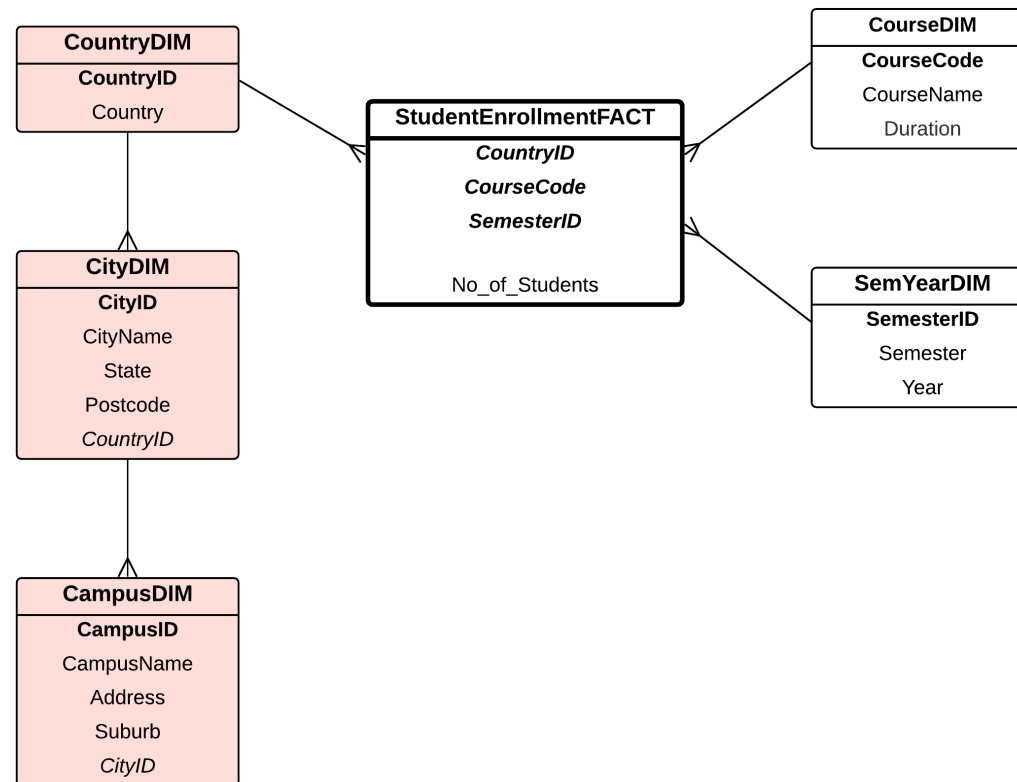 CountryDIM
CountryID
Country
CityDIM
CityID
CityName
State
Postcode
CountryID
CampusDIM
CampusID
CampusName
Address
Suburb
CityID
StudentEnrollmentFACT
CountryID
CourseCode
SemesterID
No_of_Students
CourseDIM
CourseCode
CourseName
Duration
SemYearDIM
SemesterID
Semester
Year